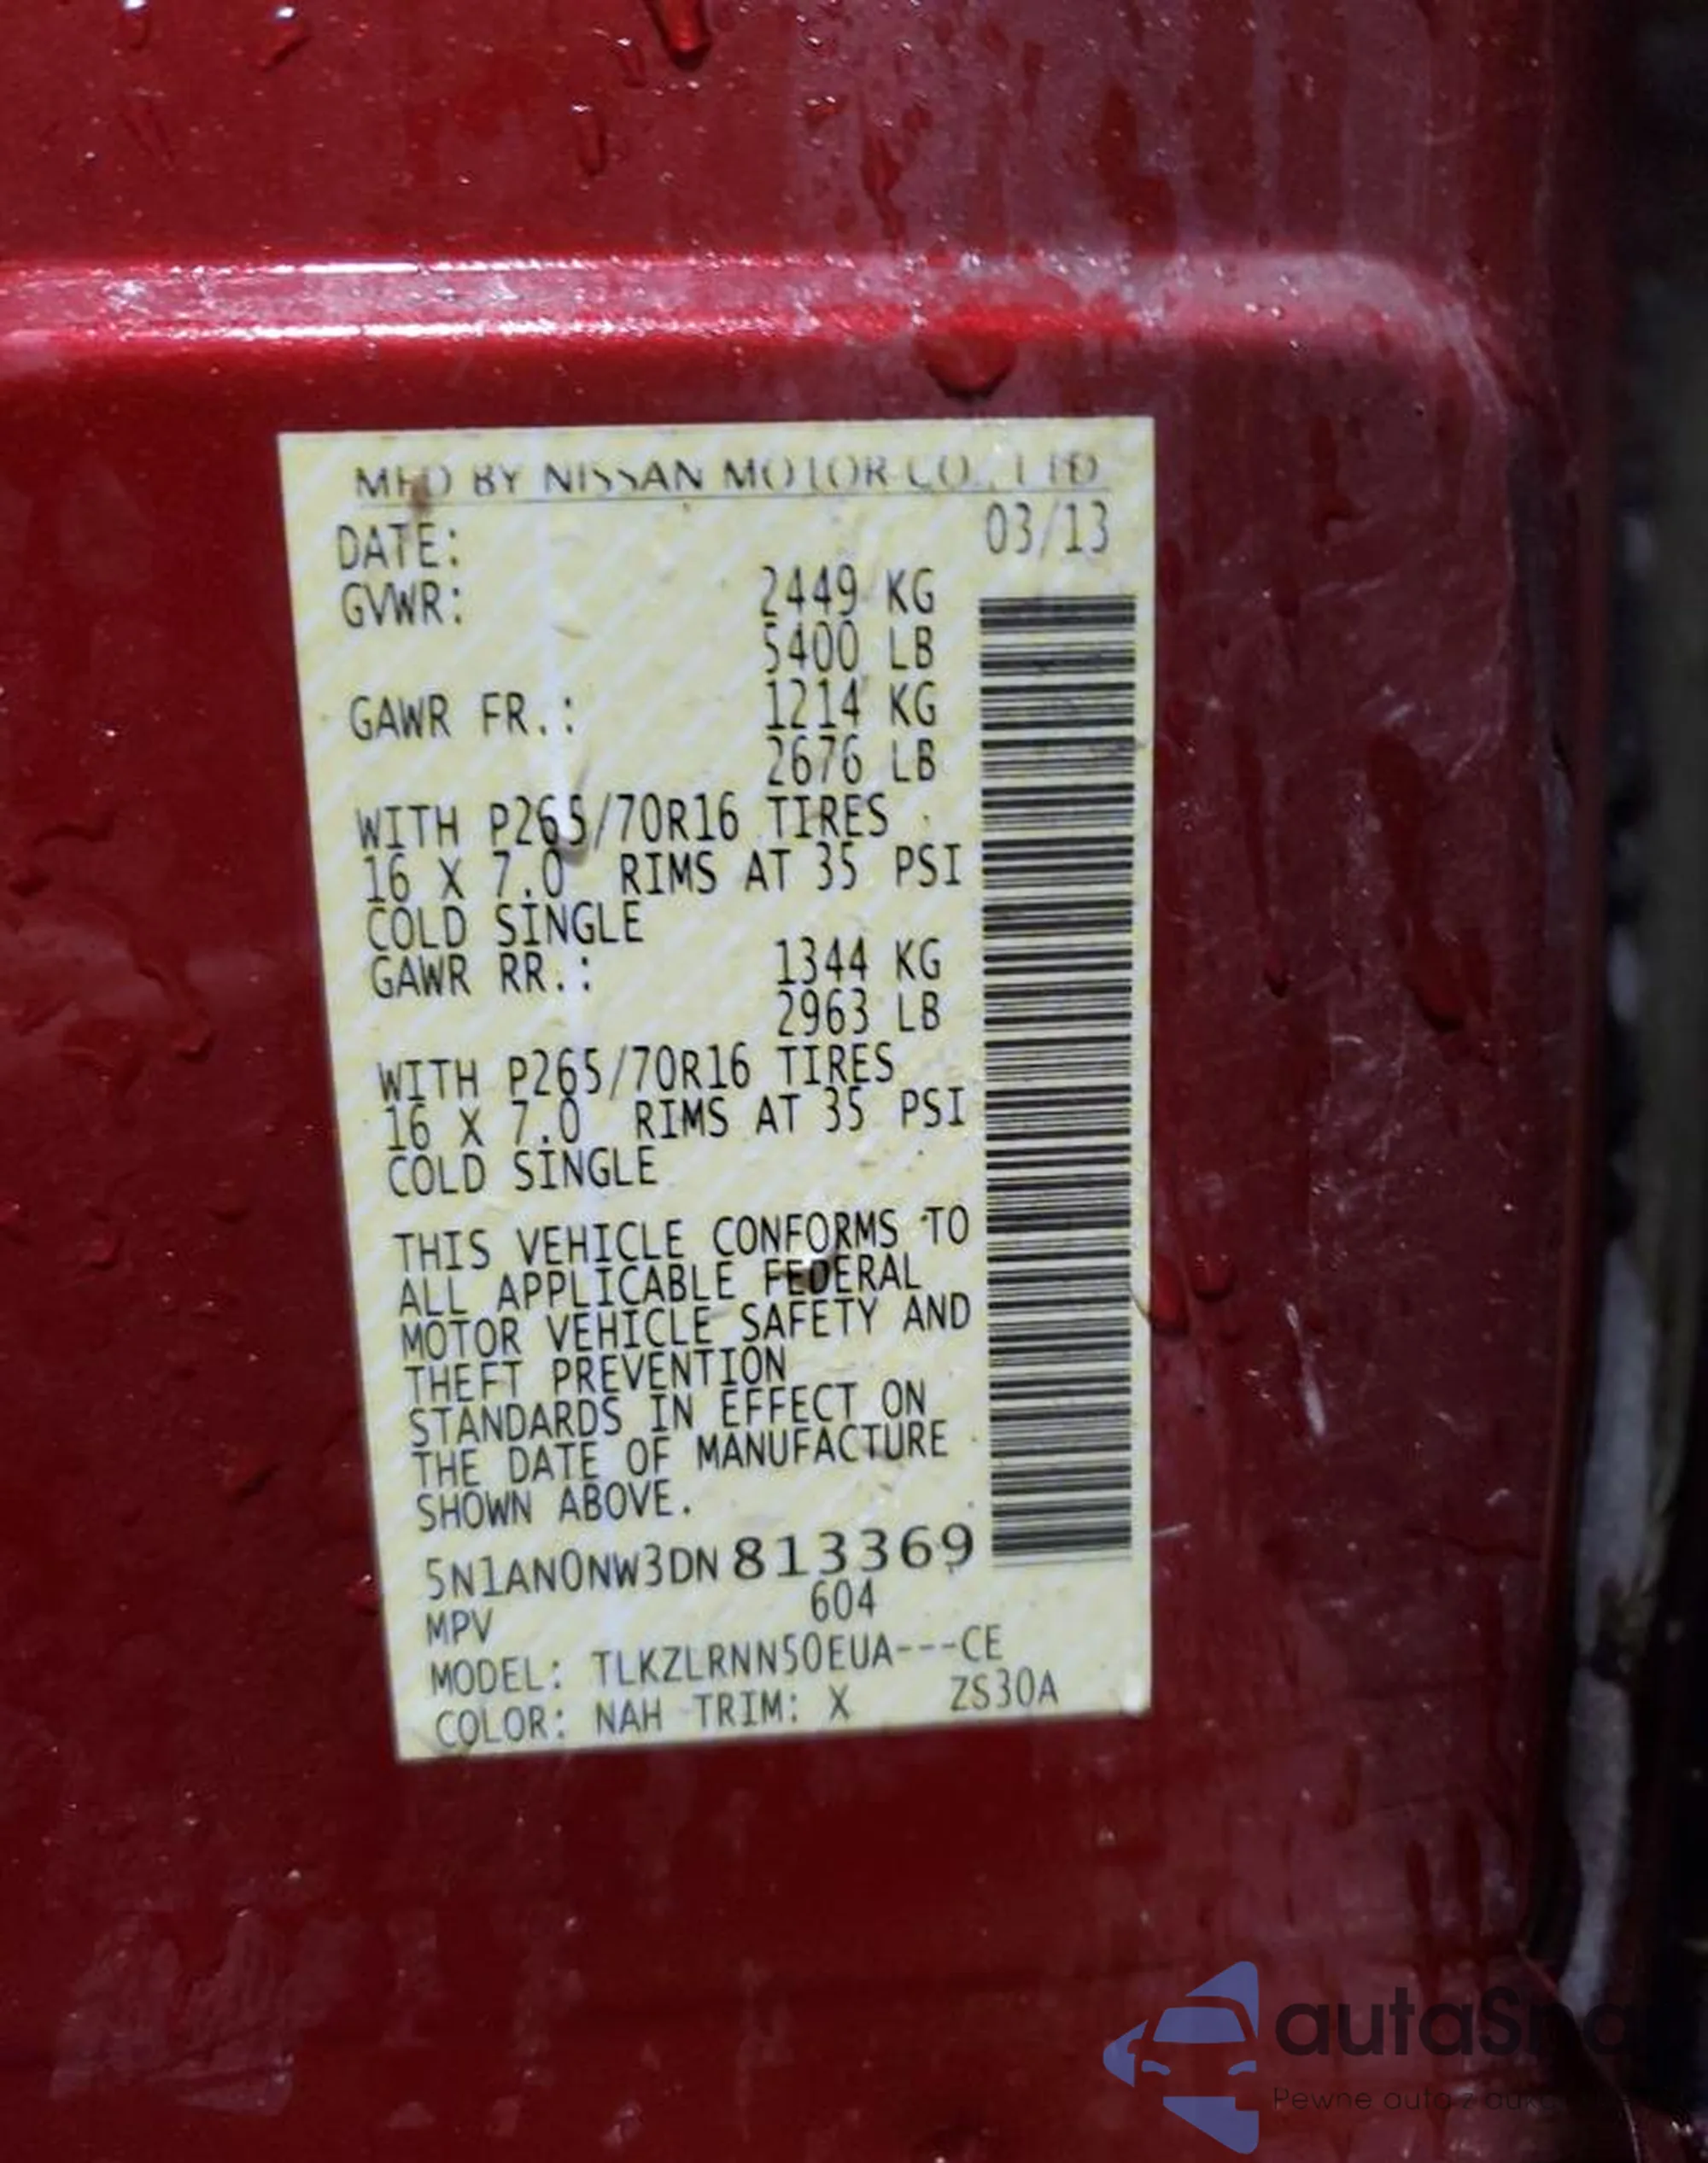 MFD BY NISSAN MOTOR CO., LTD
DATE: 03/13
GVWR: 2449 KG
5400 LB
GAWR FR.: 1214 KG
2676 LB
WITH P265/70R16 TIRES
16 X 7.0 RIMS AT 35 PSI
COLD SINGLE
GAWR RR.: 1344 KG
2963 LB
WITH P265/70R16 TIRES
16 X 7.0 RIMS AT 35 PSI
COLD SINGLE
THIS VEHICLE CONFORMS TO
ALL APPLICABLE FEDERAL
MOTOR VEHICLE SAFETY AND
THEFT PREVENTION
STANDARDS IN EFFECT ON
THE DATE OF MANUFACTURE
SHOWN ABOVE.
5N1AN0NW3DN813369
MPV 604
MODEL: TLKZLRNN50EUA---CE
COLOR: NAH TRIM: X ZS30A
Pewne auta z